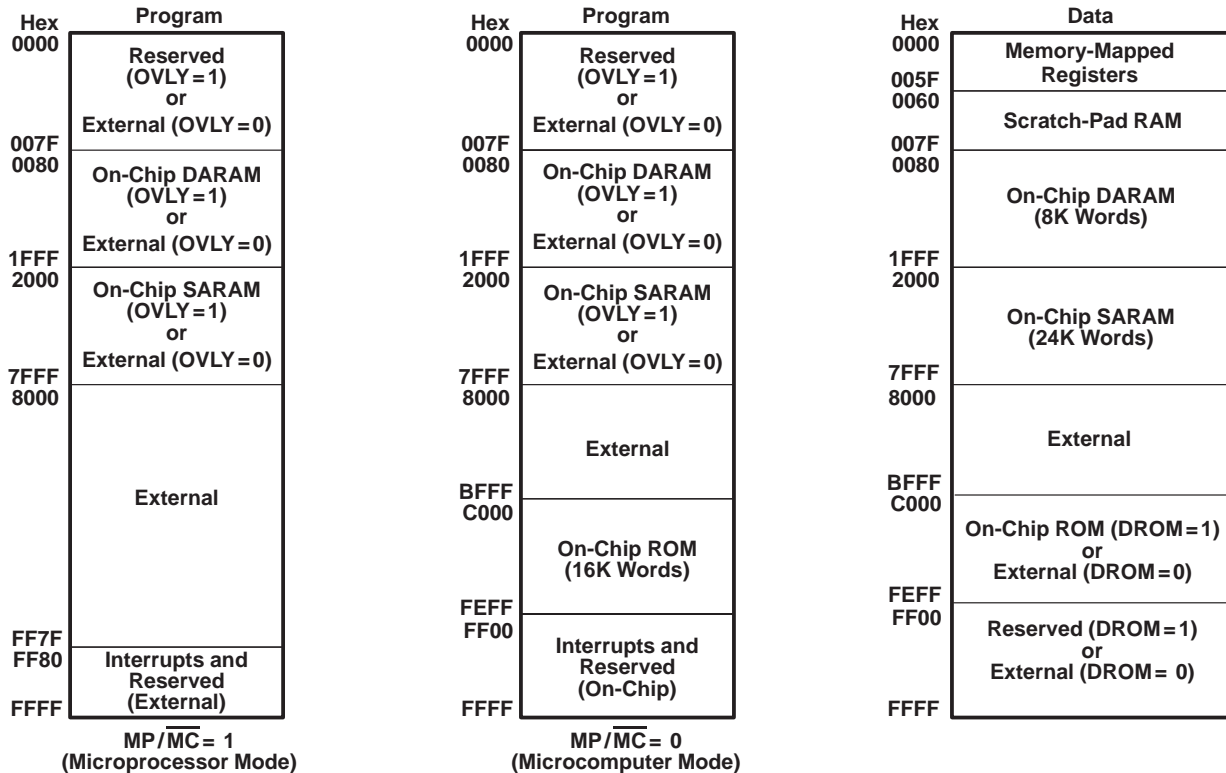 Hex
Program
0000
Reserved
(OVLY=1)
or
External (OVLY=0)
007F
0080
On-Chip DARAM
(OVLY=1)
or
External (OVLY=0)
1FFF
2000
On-Chip SARAM
(OVLY=1)
or
External (OVLY=0)
7FFF
8000
External
FF7F
FF80
Interrupts and
Reserved
(External)
FFFF
MP/M̅C̅= 1
(Microprocessor Mode)
Hex
Program
0000
Reserved
(OVLY=1)
or
External (OVLY=0)
007F
0080
On-Chip DARAM
(OVLY=1)
or
External (OVLY=0)
1FFF
2000
On-Chip SARAM
(OVLY=1)
or
External (OVLY=0)
7FFF
8000
External
BFFF
C000
On-Chip ROM
(16K Words)
FEFF
FF00
Interrupts and
Reserved
(On-Chip)
FFFF
MP/M̅C̅= 0
(Microcomputer Mode)
Hex
Data
0000
Memory-Mapped
Registers
005F
0060
Scratch-Pad RAM
007F
0080
On-Chip DARAM
(8K Words)
1FFF
2000
On-Chip SARAM
(24K Words)
7FFF
8000
External
BFFF
C000
On-Chip ROM (DROM=1)
or
External (DROM=0)
FEFF
FF00
Reserved (DROM=1)
or
External (DROM= 0)
FFFF